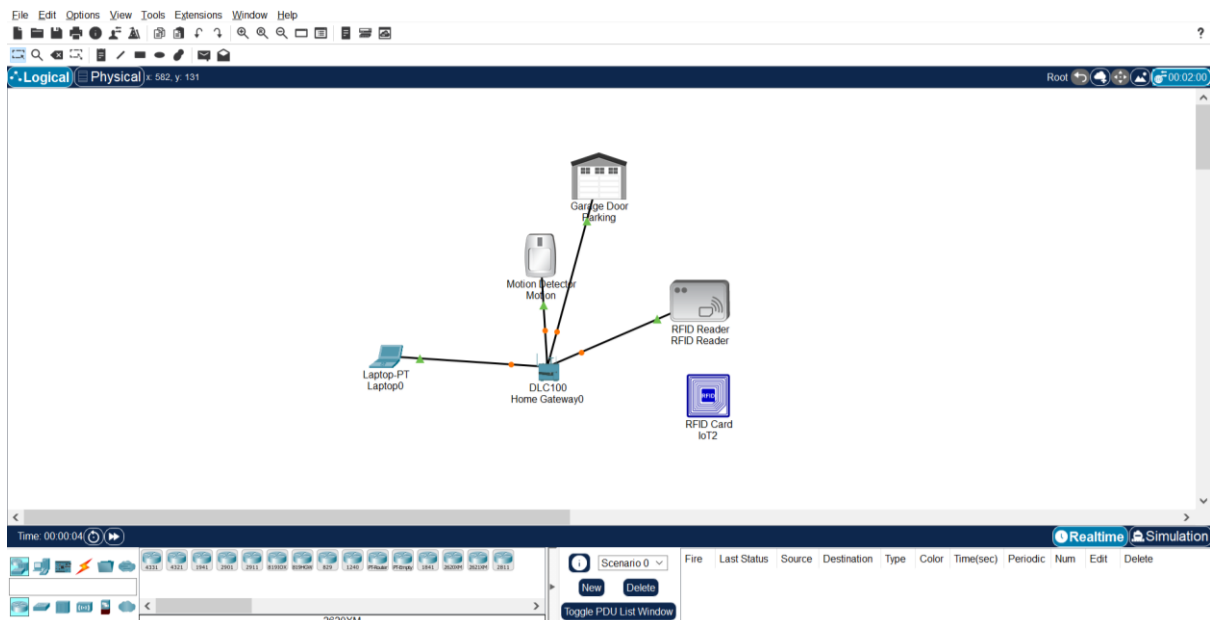 File Edit Options View Tools Extensions Window Help
?
Logical Physical x: 582, y: 131 Root 00:02:00
Garage Door
Parking
Motion Detector
Motion
RFID Reader
RFID Reader
Laptop-PT
Laptop0
DLC100
Home Gateway0
RFID
RFID Card
IoT2
Time: 00:00:04 Realtime Simulation
4331 4321 1941 2901 2911 819IOX 819HGW 829 1240 PT-Router PT-Empty 1841 2620XM 2621XM 2811
Scenario 0 Fire Last Status Source Destination Type Color Time(sec) Periodic Num Edit Delete
New Delete
Toggle PDU List Window
2620XM